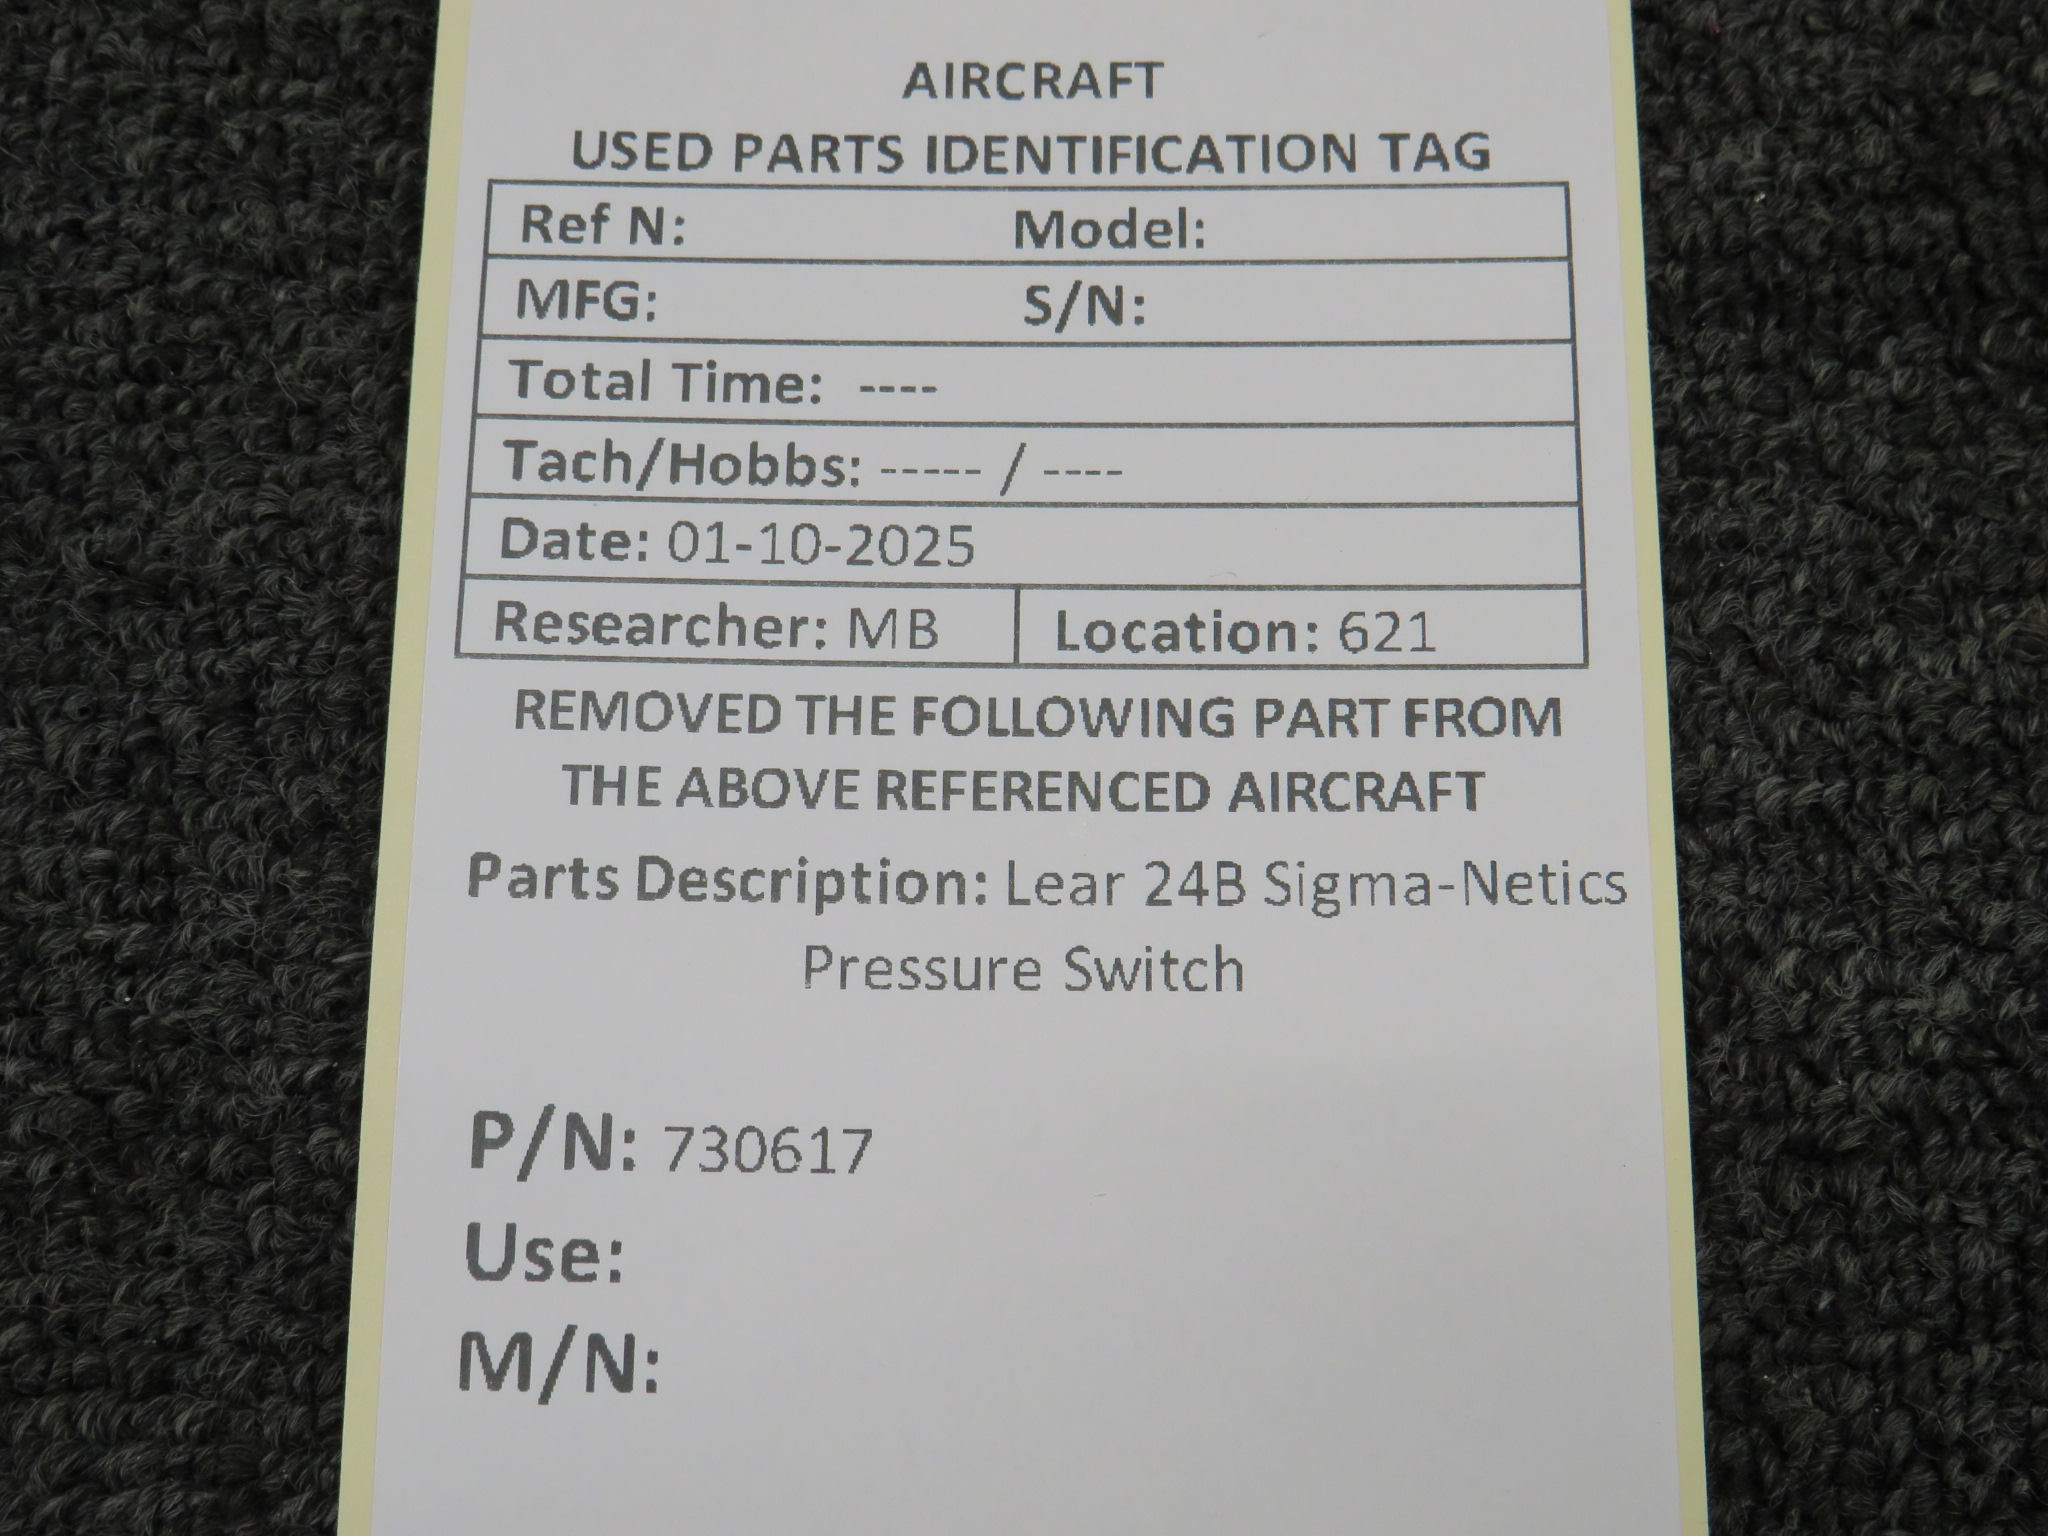 AIRCRAFT
USED PARTS IDENTIFICATION TAG
Ref N: Model:
MFG: S/N:
Total Time: ----
Tach/Hobbs: ----- / ----
Date: 01-10-2025
Researcher: MB Location: 621
REMOVED THE FOLLOWING PART FROM
THE ABOVE REFERENCED AIRCRAFT
Parts Description: Lear 24B Sigma-Netics
Pressure Switch
P/N: 730617
Use:
M/N: